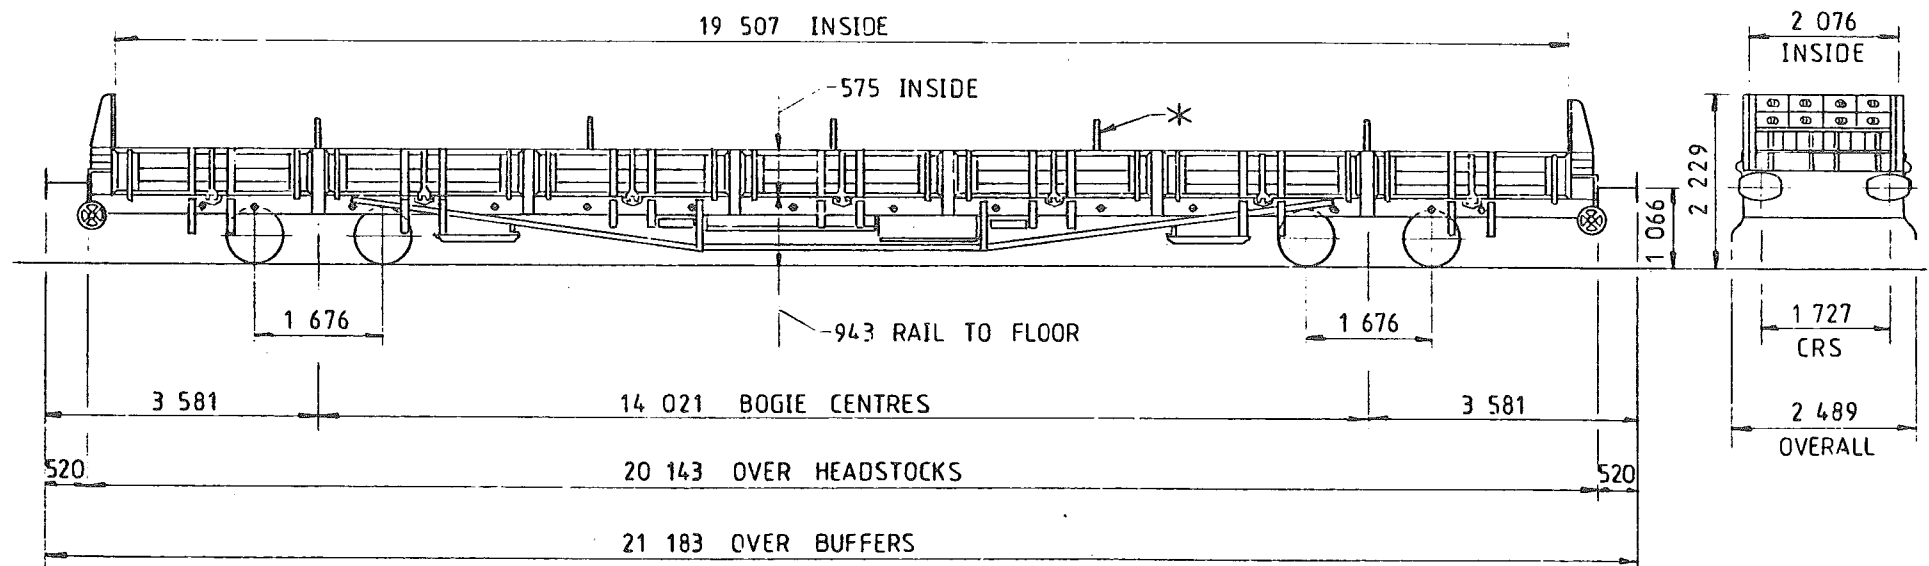 19 507 INSIDE
2 076
INSIDE
575 INSIDE
2 229
1 066
1 676
943 RAIL TO FLOOR
1 676
1 727
CRS
3 581
14 021 BOGIE CENTRES
3 581
2 489
OVERALL
520
20 143 OVER HEADSTOCKS
520
21 183 OVER BUFFERS